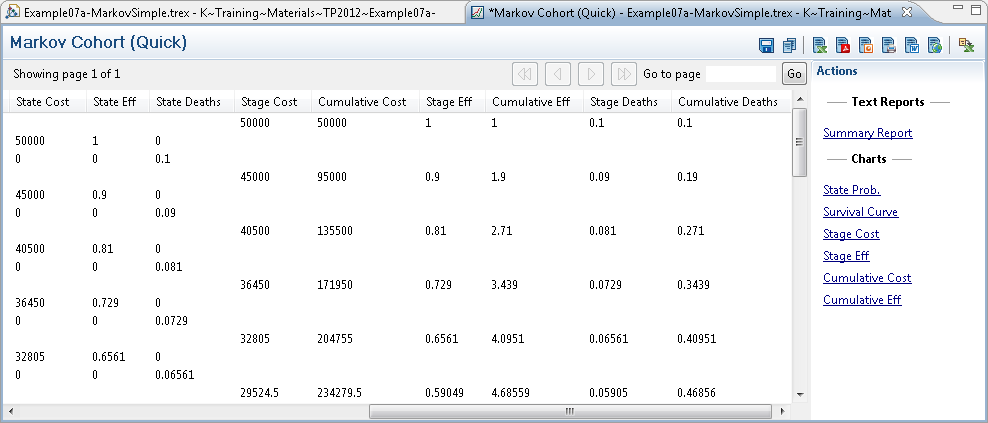 Example07a-MarkovSimple.trex - K~Training~Materials~TP2012~Example07a-
*Markov Cohort (Quick) - Example07a-MarkovSimple.trex - K~Training~Mat
Markov Cohort (Quick)
Showing page 1 of 1
Go to page
Go
State Cost State Eff State Deaths Stage Cost Cumulative Cost Stage Eff Cumulative Eff Stage Deaths Cumulative Deaths
50000 50000 1 1 0.1 0.1
50000 1 0
0 0 0.1
45000 95000 0.9 1.9 0.09 0.19
45000 0.9 0
0 0 0.09
40500 135500 0.81 2.71 0.081 0.271
40500 0.81 0
0 0 0.081
36450 171950 0.729 3.439 0.0729 0.3439
36450 0.729 0
0 0 0.0729
32805 204755 0.6561 4.0951 0.06561 0.40951
32805 0.6561 0
0 0 0.06561
29524.5 234279.5 0.59049 4.68559 0.05905 0.46856
Actions
Text Reports
Summary Report
Charts
State Prob.
Survival Curve
Stage Cost
Stage Eff
Cumulative Cost
Cumulative Eff